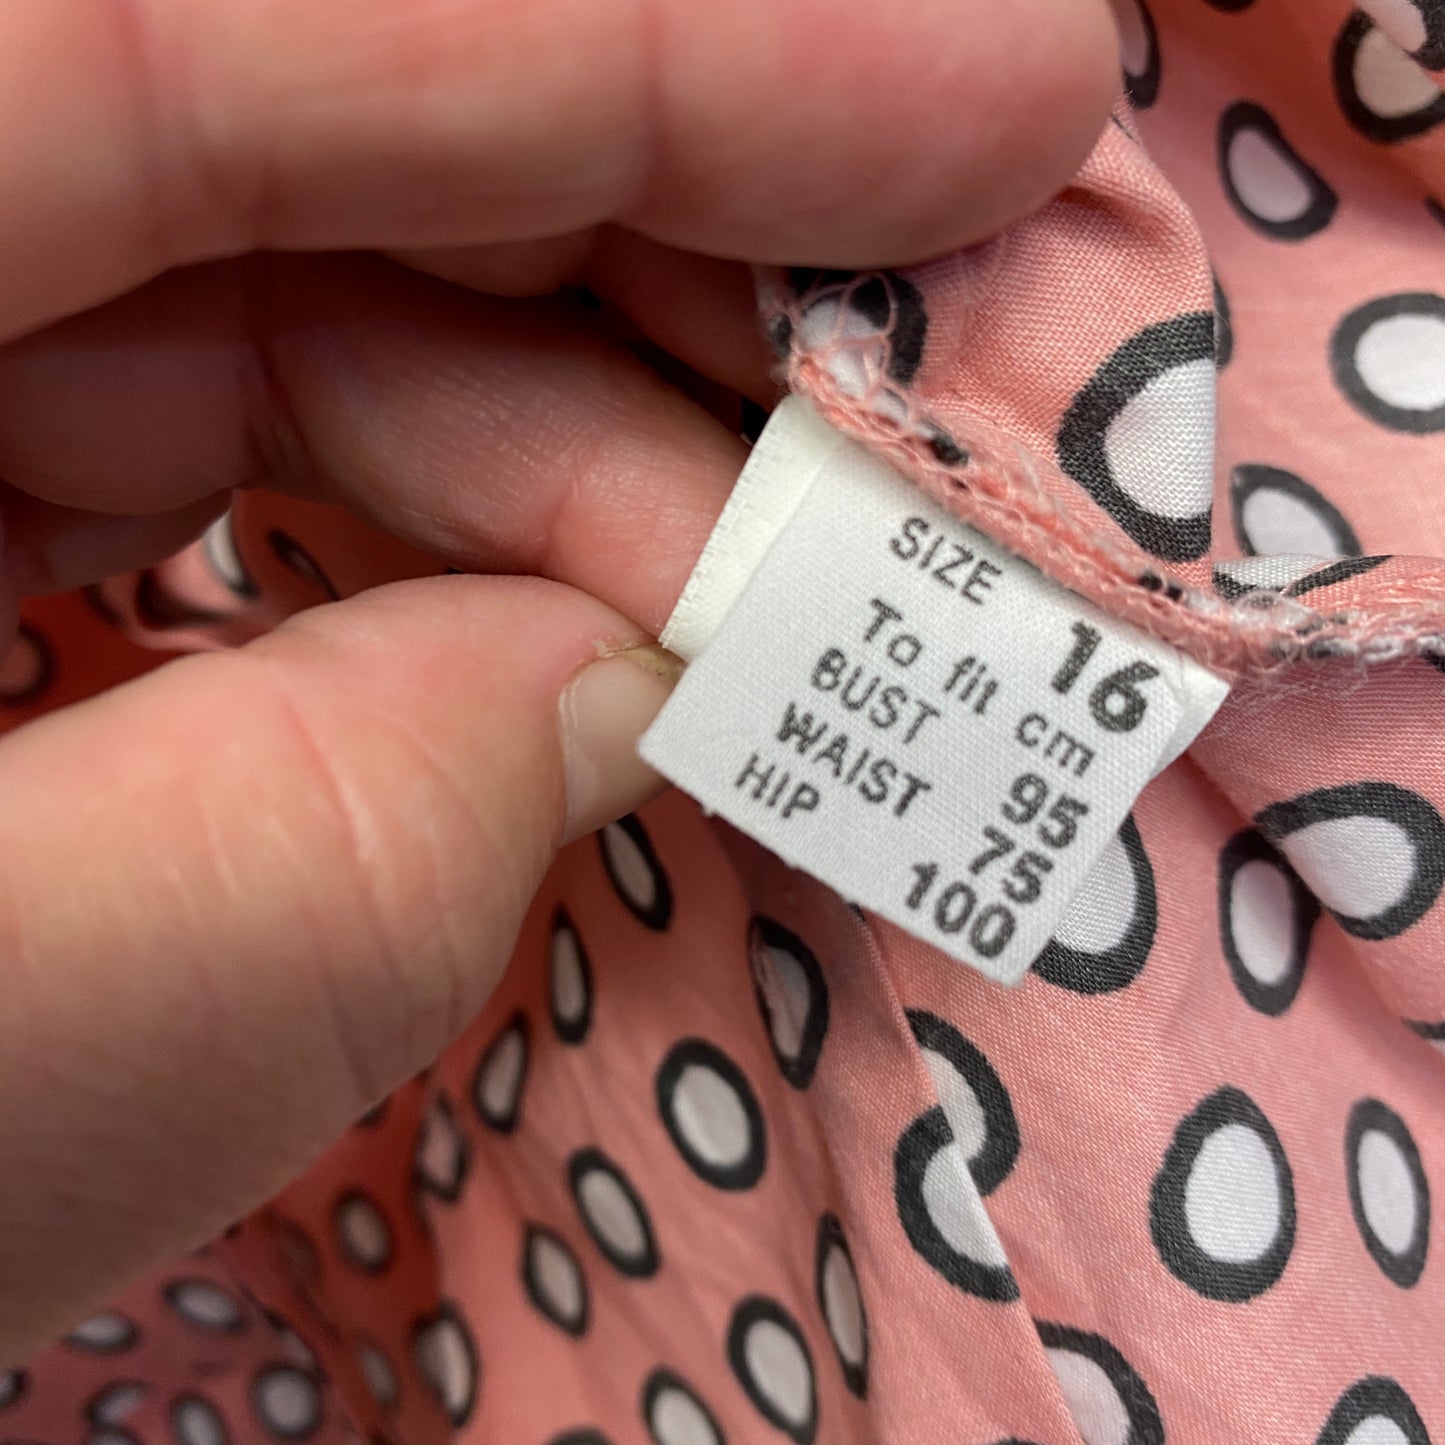 SIZE 16
To fit cm
BUST 95
WAIST 75
HIP 100